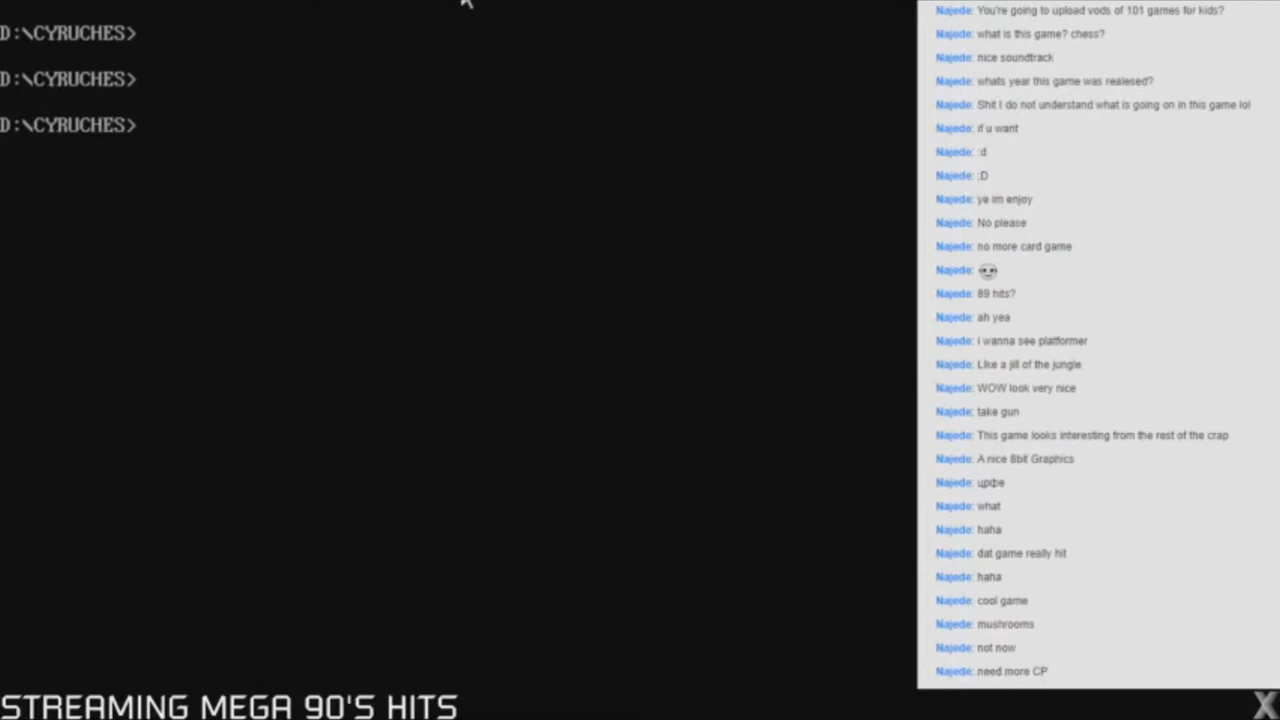 D:\CYRUCHES>
D:\CYRUCHES>
D:\CYRUCHES>
Najede: You're going to upload vods of 101 games for kids?
Najede: what is this game? chess?
Najede: nice soundtrack
Najede: whats year this game was realesed?
Najede: Shit I do not understand what is going on in this game lol
Najede: if u want
Najede: :d
Najede: ;D
Najede: ye im enjoy
Najede: No please
Najede: no more card game
Najede:
Najede: 89 hits?
Najede: ah yea
Najede: i wanna see platformer
Najede: LIke a jill of the jungle
Najede: WOW look very nice
Najede: take gun
Najede: This game looks interesting from the rest of the crap
Najede: A nice 8bit Graphics
Najede: црфе
Najede: what
Najede: haha
Najede: dat game really hit
Najede: haha
Najede: cool game
Najede: mushrooms
Najede: not now
Najede: need more CP
STREAMING MEGA 90'S HITS
X